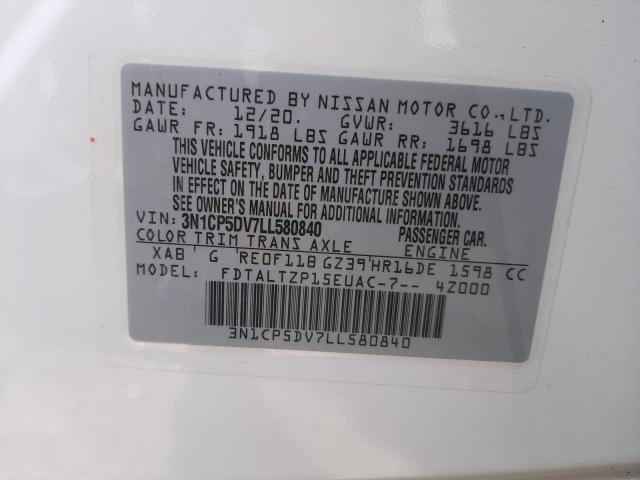 MANUFACTURED BY NISSAN MOTOR CO., LTD.
DATE: 12/20. GVWR: 3616 LBS
GAWR FR: 1918 LBS GAWR RR: 1698 LBS
THIS VEHICLE CONFORMS TO ALL APPLICABLE FEDERAL MOTOR
VEHICLE SAFETY, BUMPER AND THEFT PREVENTION STANDARDS
IN EFFECT ON THE DATE OF MANUFACTURE SHOWN ABOVE.
SEE OWNER'S MANUAL FOR ADDITIONAL INFORMATION.
VIN: 3N1CP5DV7LL580840 PASSENGER CAR.
COLOR TRIM TRANS AXLE ENGINE
XAB G RE0F11B GZ39 HR16DE 1598 CC
MODEL: FDTALTZP15EUAC-7-- 4Z000
3N1CP5DV7LL580840